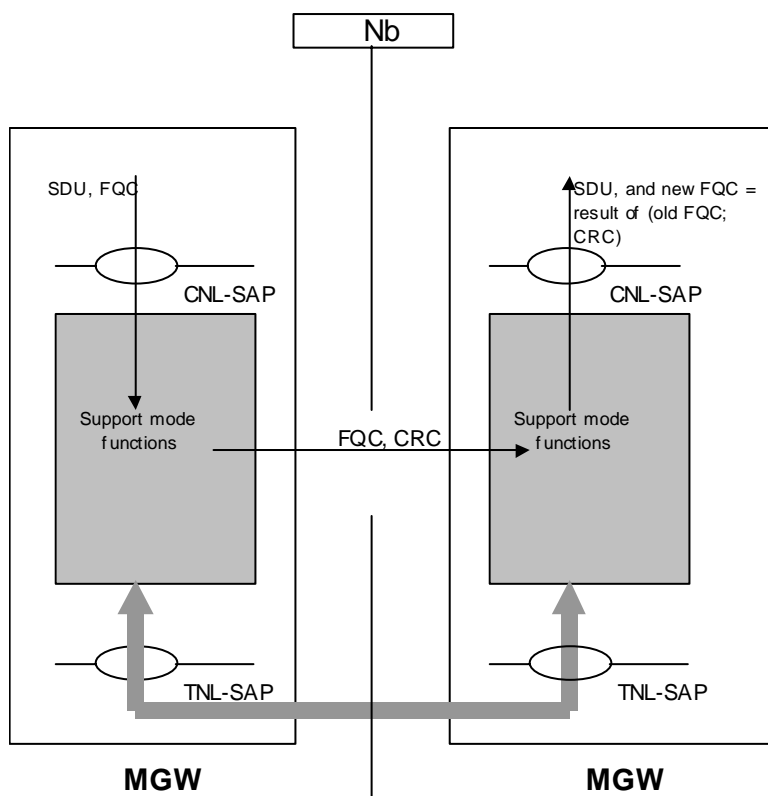 Nb
SDU, FQC
SDU, and new FQC =
result of (old FQC;
CRC)
CNL-SAP
CNL-SAP
Support mode
functions
FQC, CRC
Support mode
functions
TNL-SAP
TNL-SAP
MGW
MGW